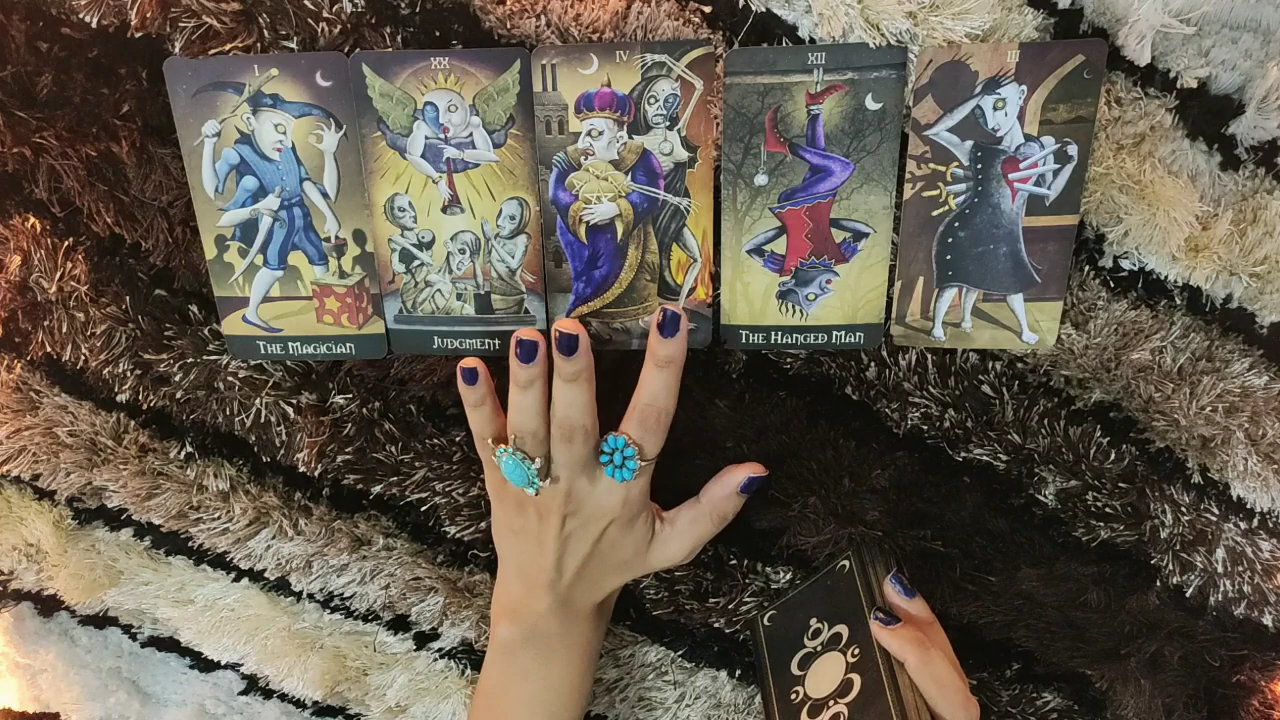 I
THE MAGICIAN
XX
JUDGMENT
IV
XII
THE HANGED MAN
III